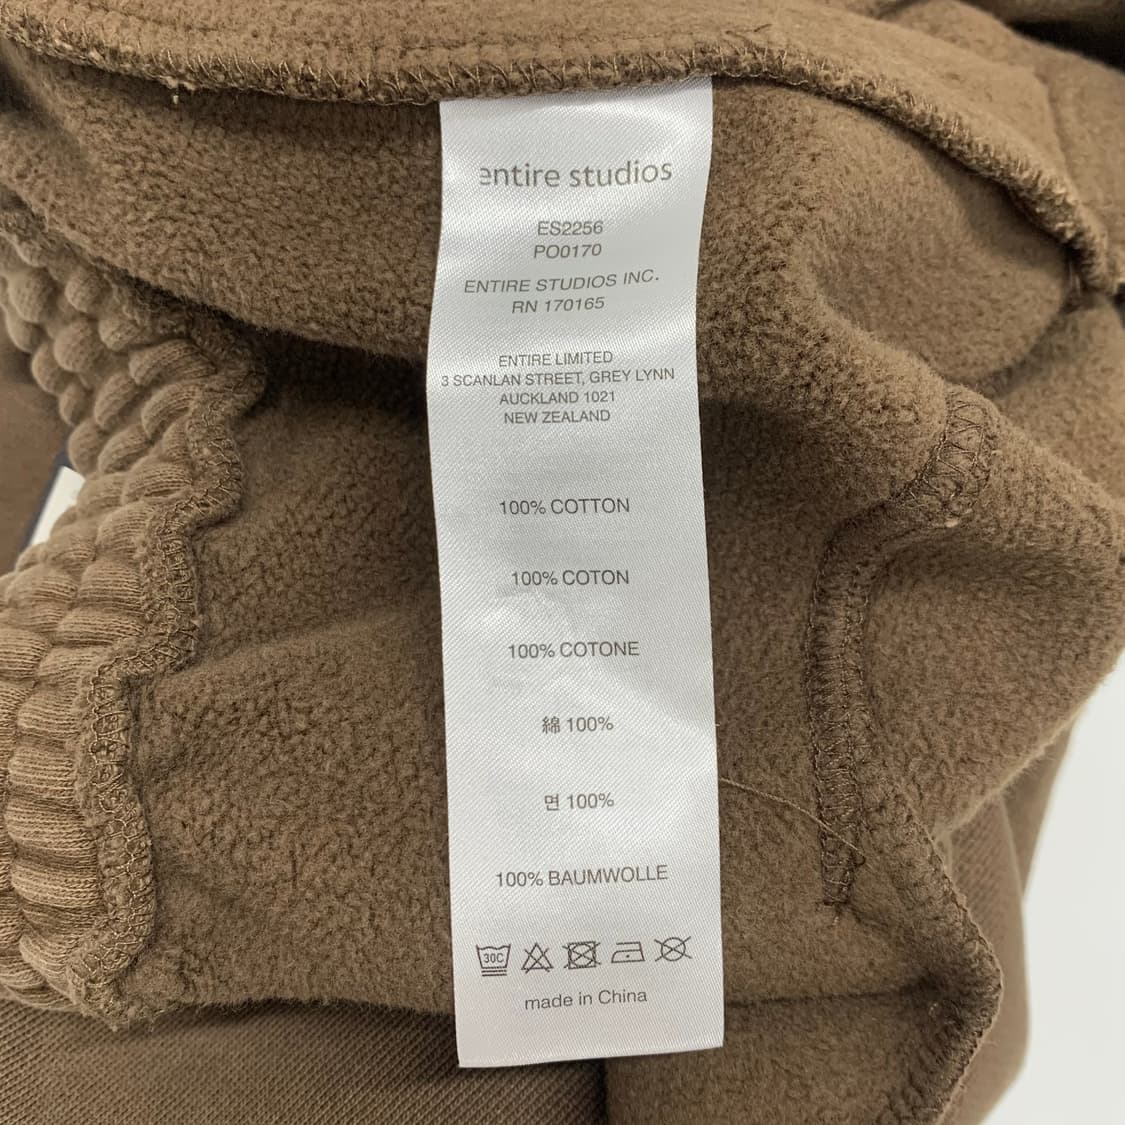 entire studios
ES2256
PO0170
ENTIRE STUDIOS INC.
RN 170165
ENTIRE LIMITED
3 SCANLAN STREET, GREY LYNN
AUCKLAND 1021
NEW ZEALAND
100% COTTON
100% COTON
100% COTONE
綿 100%
면 100%
100% BAUMWOLLE
30C
made in China